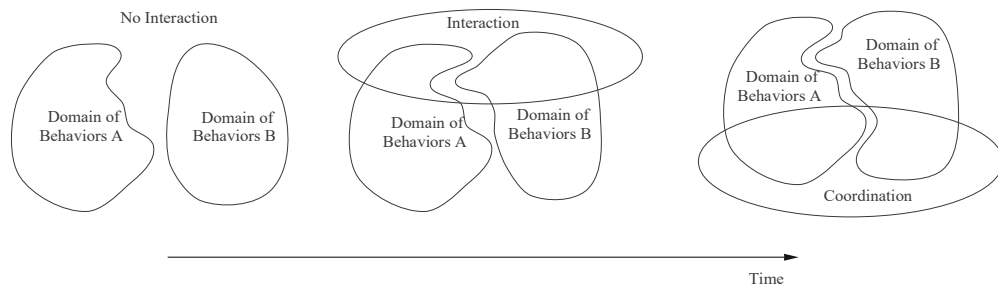 No Interaction
Domain of
Behaviors A
Domain of
Behaviors B
Interaction
Domain of
Behaviors A
Domain of
Behaviors B
Domain of
Behaviors A
Domain of
Behaviors B
Coordination
Time